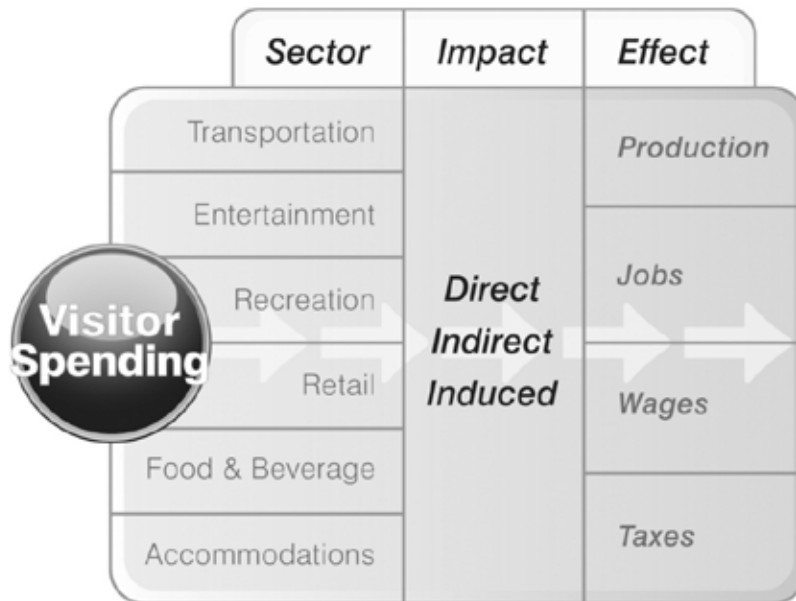 Sector
Impact
Effect
Visitor
Spending
Transportation
Entertainment
Recreation
Retail
Food & Beverage
Accommodations
Direct
Indirect
Induced
Production
Jobs
Wages
Taxes